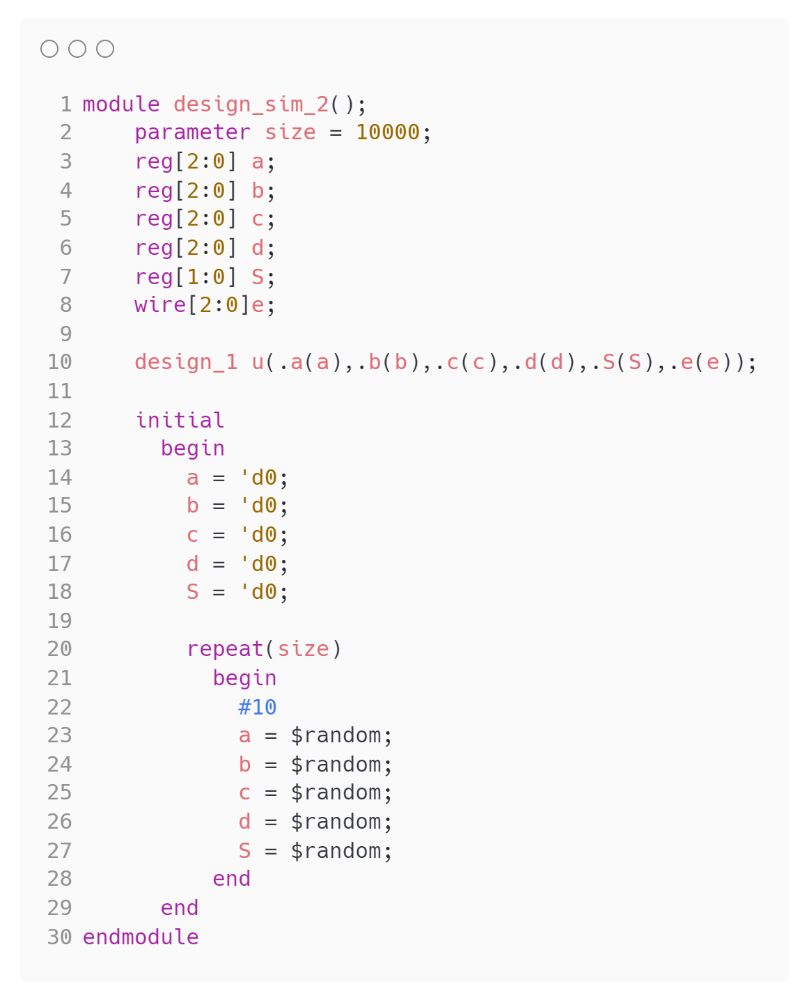 1 module design_sim_2();
2     parameter size = 10000;
3     reg[2:0] a;
4     reg[2:0] b;
5     reg[2:0] c;
6     reg[2:0] d;
7     reg[1:0] S;
8     wire[2:0]e;
9
10     design_1 u(.a(a),.b(b),.c(c),.d(d),.S(S),.e(e));
11
12     initial
13       begin
14         a = 'd0;
15         b = 'd0;
16         c = 'd0;
17         d = 'd0;
18         S = 'd0;
19
20         repeat(size)
21           begin
22             #10
23             a = $random;
24             b = $random;
25             c = $random;
26             d = $random;
27             S = $random;
28           end
29       end
30 endmodule